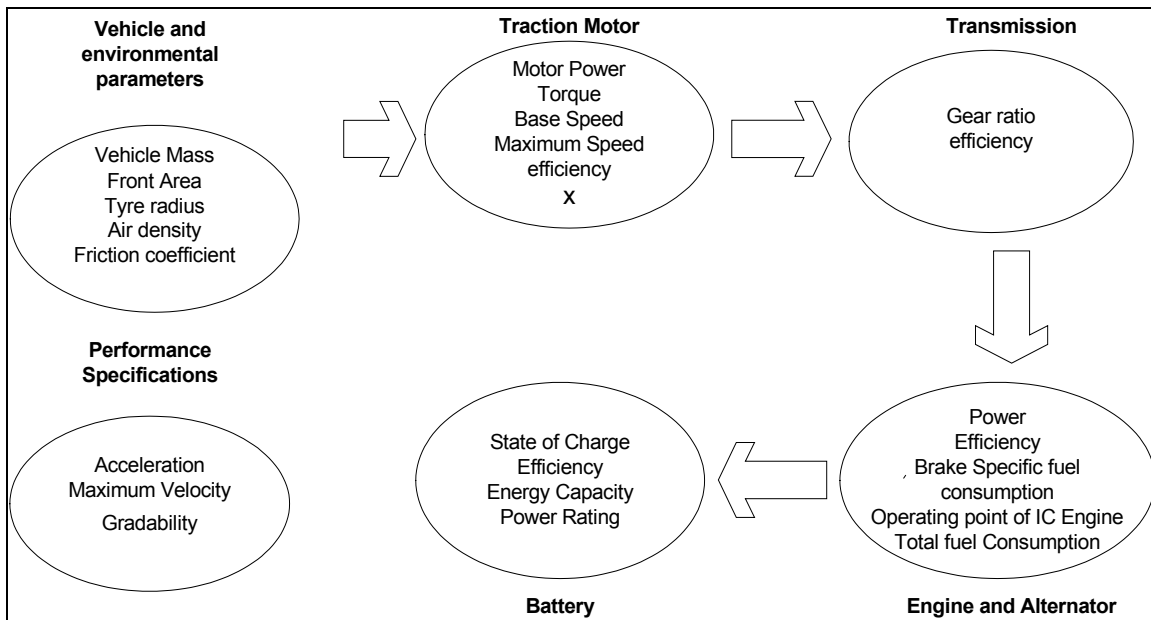 Vehicle and
environmental
parameters
Vehicle Mass
Front Area
Tyre radius
Air density
Friction coefficient
Performance
Specifications
Acceleration
Maximum Velocity
Gradability
Traction Motor
Motor Power
Torque
Base Speed
Maximum Speed
efficiency
x
Transmission
Gear ratio
efficiency
Power
Efficiency
, Brake Specific fuel
consumption
Operating point of IC Engine
Total fuel Consumption
Engine and Alternator
State of Charge
Efficiency
Energy Capacity
Power Rating
Battery